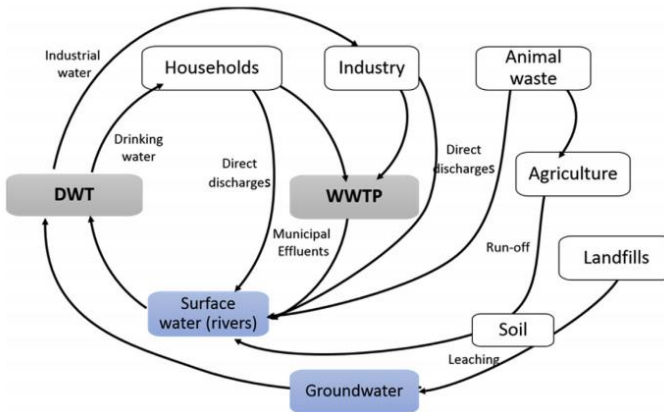 Industrial
water
Households
Industry
Animal
waste
Drinking
water
Direct
discharges
Direct
discharges
Agriculture
DWT
WWTP
Municipal
Effluents
Run-off
Landfills
Surface
water (rivers)
Soil
Leaching
Groundwater